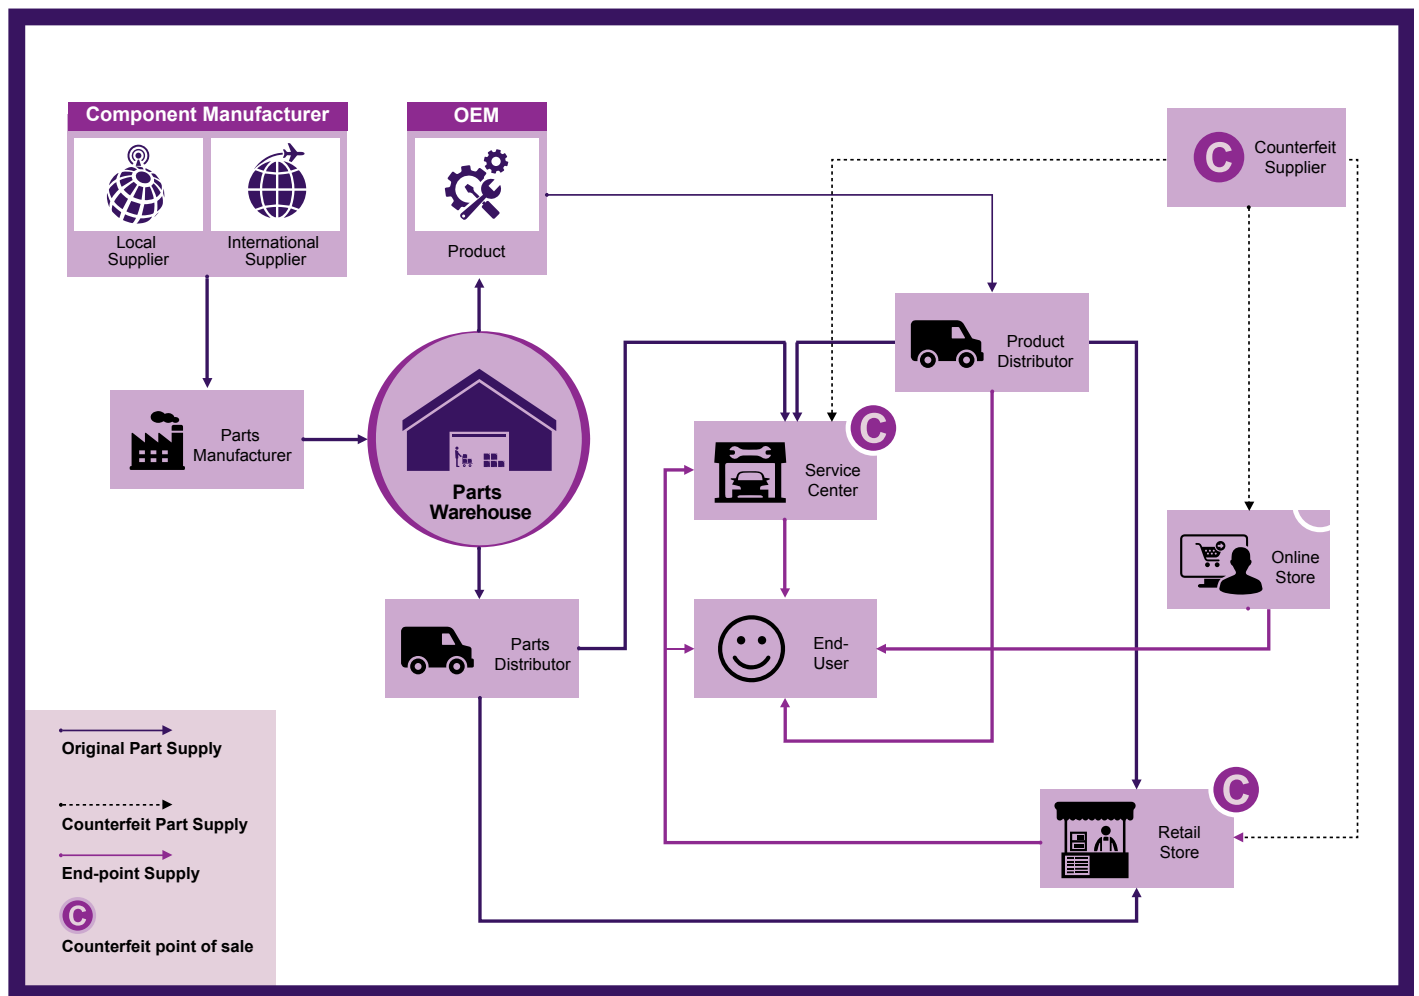 Component Manufacturer
Local
Supplier
International
Supplier
OEM
Product
C
Counterfeit
Supplier
Product
Distributor
Parts
Manufacturer
Parts
Warehouse
C
Service
Center
Online
Store
Parts
Distributor
End-
User
C
Retail
Store
Original Part Supply
Counterfeit Part Supply
End-point Supply
C
Counterfeit point of sale